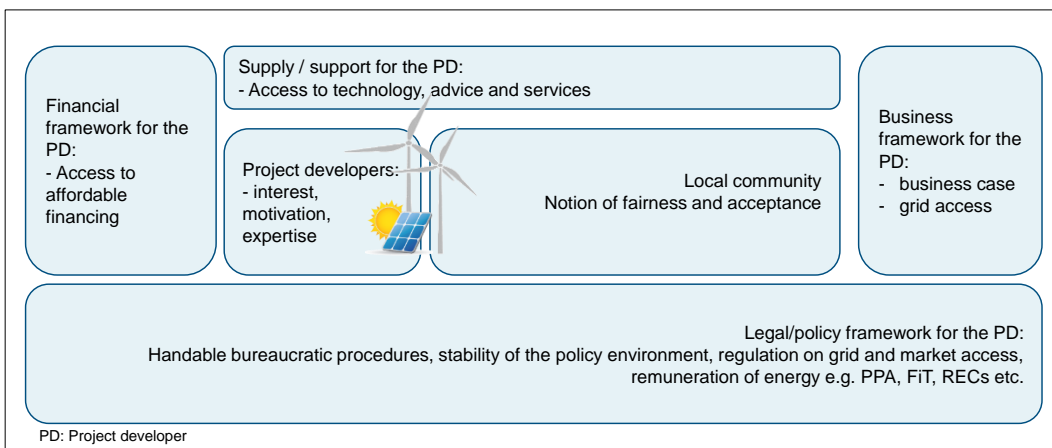 Supply / support for the PD:
- Access to technology, advice and services
Financial
framework for the
PD:
- Access to
affordable
financing
Project developers:
- interest,
motivation,
expertise
Local community
Notion of fairness and acceptance
Business
framework for the
PD:
- business case
- grid access
Legal/policy framework for the PD:
Handable bureaucratic procedures, stability of the policy environment, regulation on grid and market access,
remuneration of energy e.g. PPA, FiT, RECs etc.
PD: Project developer